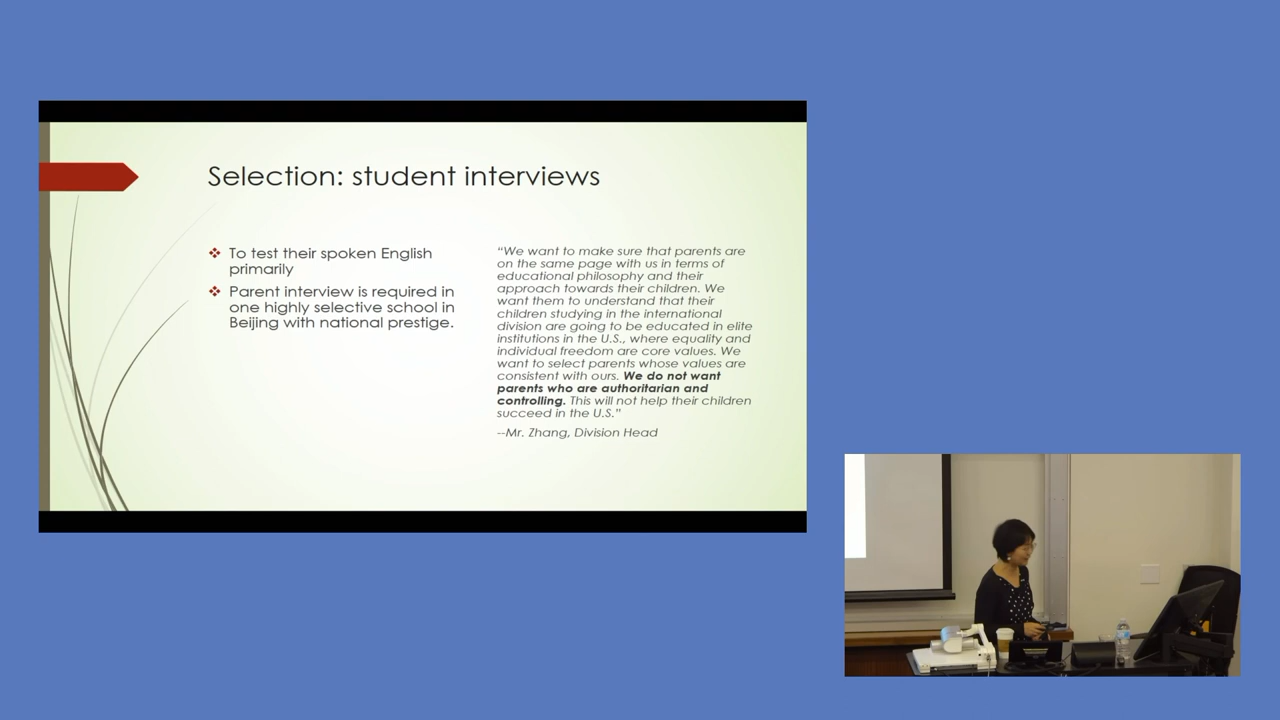 Selection: student interviews
To test their spoken English
primarily
Parent interview is required in
one highly selective school in
Beijing with national prestige.
“We want to make sure that parents are
on the same page with us in terms of
educational philosophy and their
approach towards their children. We
want them to understand that their
children studying in the international
division are going to be educated in elite
institutions in the U.S., where equality and
individual freedom are core values. We
want to select parents whose values are
consistent with ours. We do not want
parents who are authoritarian and
controlling. This will not help their children
succeed in the U.S.”
--Mr. Zhang, Division Head